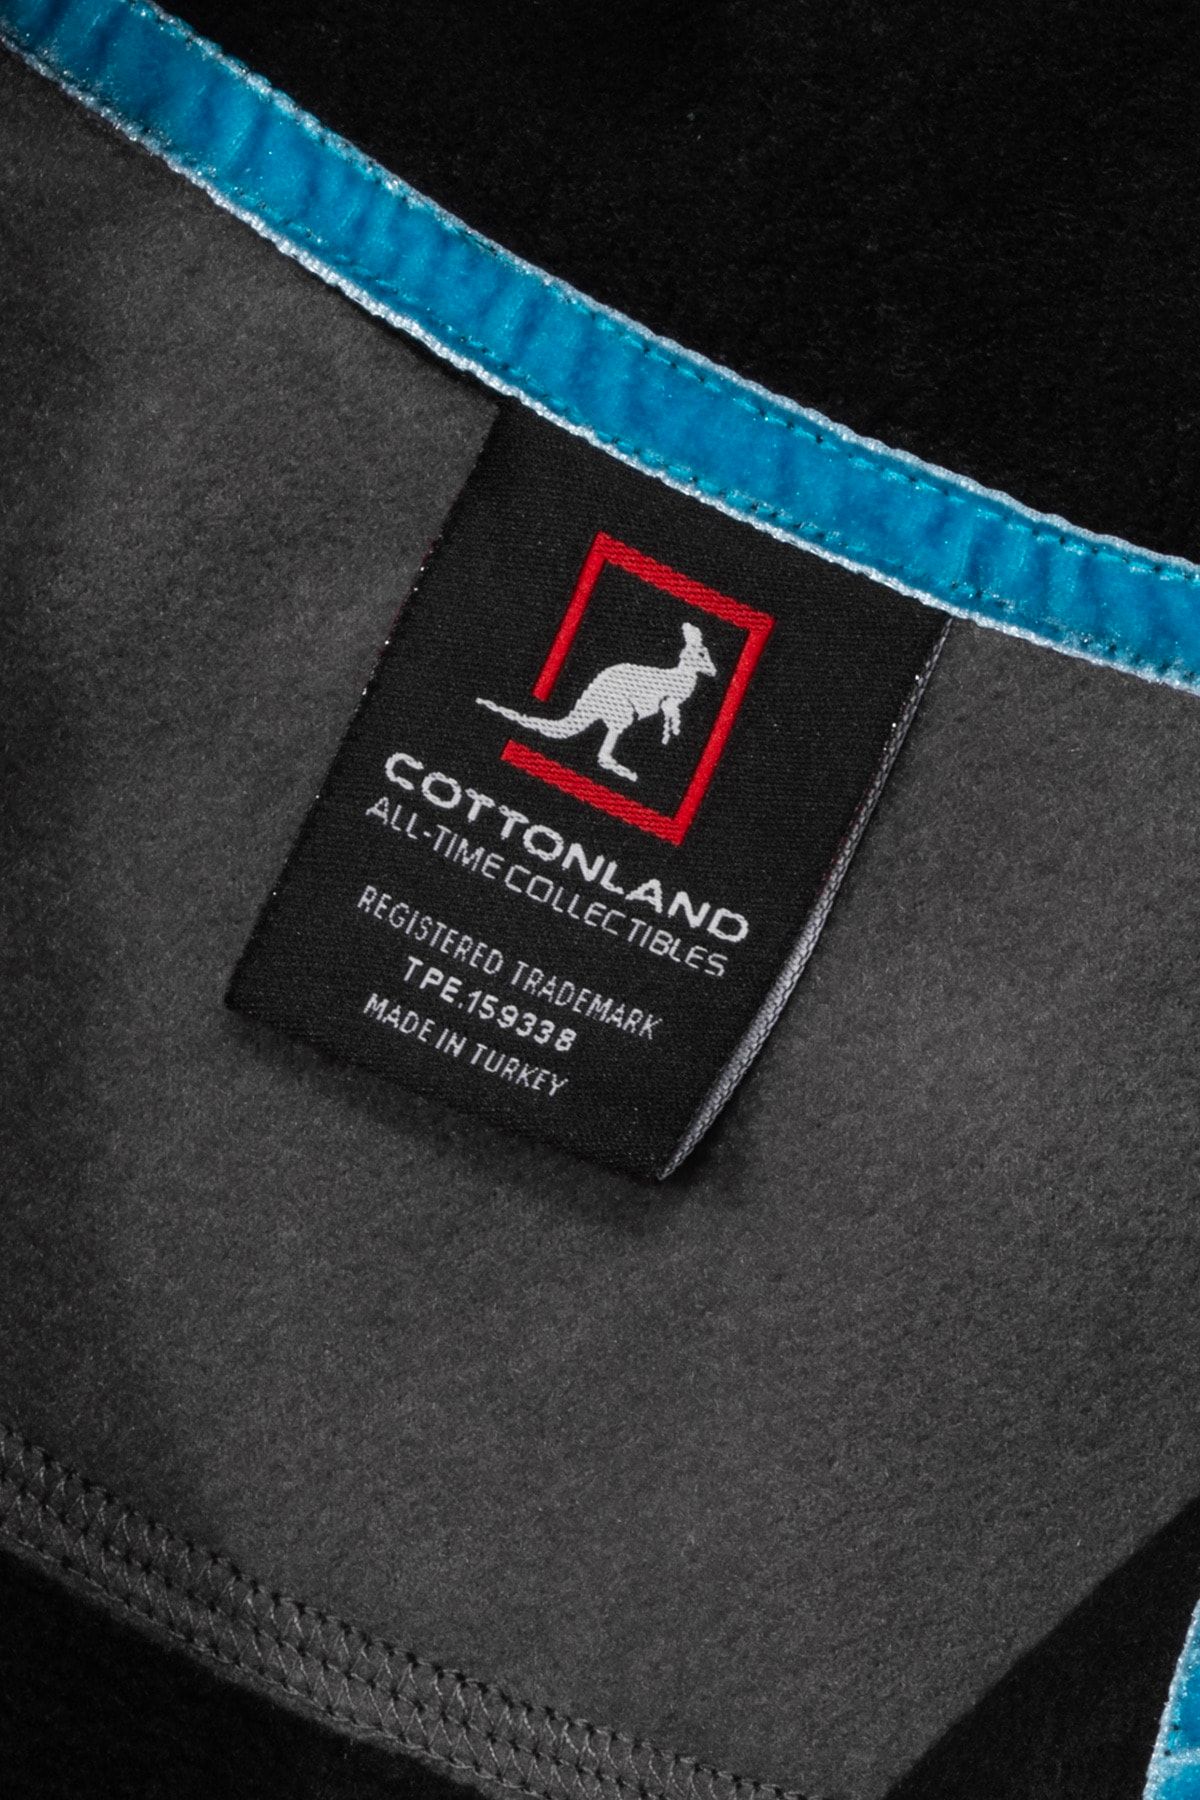 COTTONLAND
ALL-TIME COLLECTIBLES
REGISTERED TRADEMARK
TPE.159338
MADE IN TURKEY